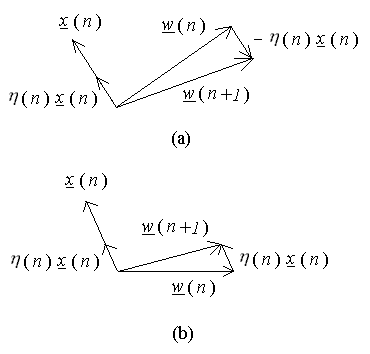 x(n) w(n) − η(n) x(n)
η(n) x(n) w(n+1)
(a)
x(n)
w(n+1)
η(n) x(n) η(n) x(n)
w(n)
(b)